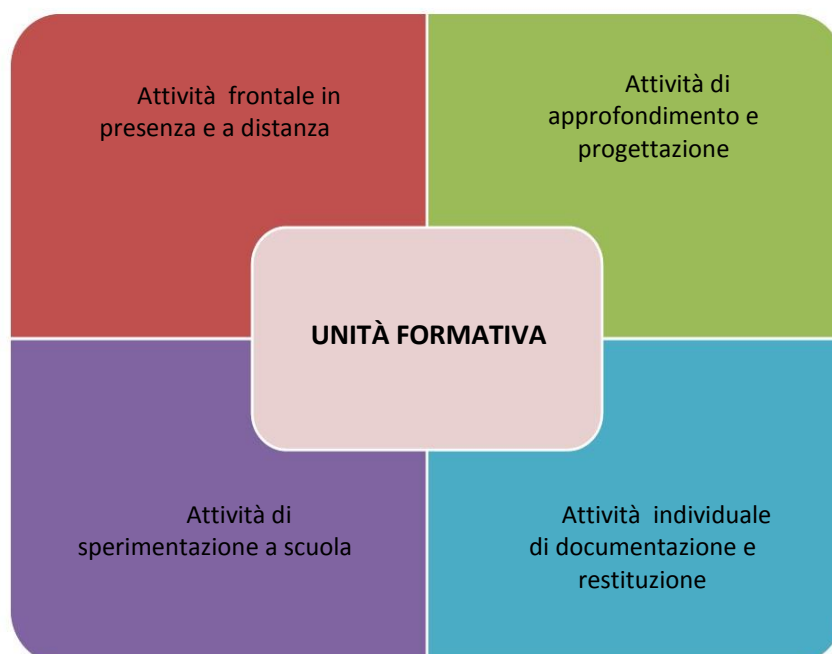 Attività frontale in
presenza e a distanza
Attività di
approfondimento e
progettazione
UNITÀ FORMATIVA
Attività di
sperimentazione a scuola
Attività individuale
di documentazione e
restituzione